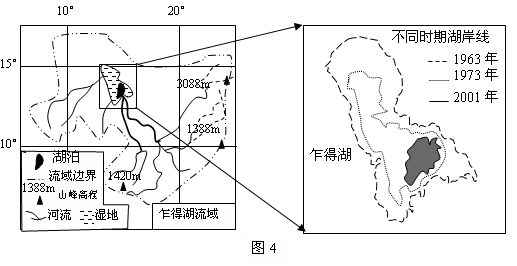 10°
20°
15°
10°
3088m
1388m
1420m
湖泊
流域边界
1388m
山峰高程
河流
湿地
乍得湖流域
不同时期湖岸线
1963 年
1973 年
2001 年
乍得湖
图 4